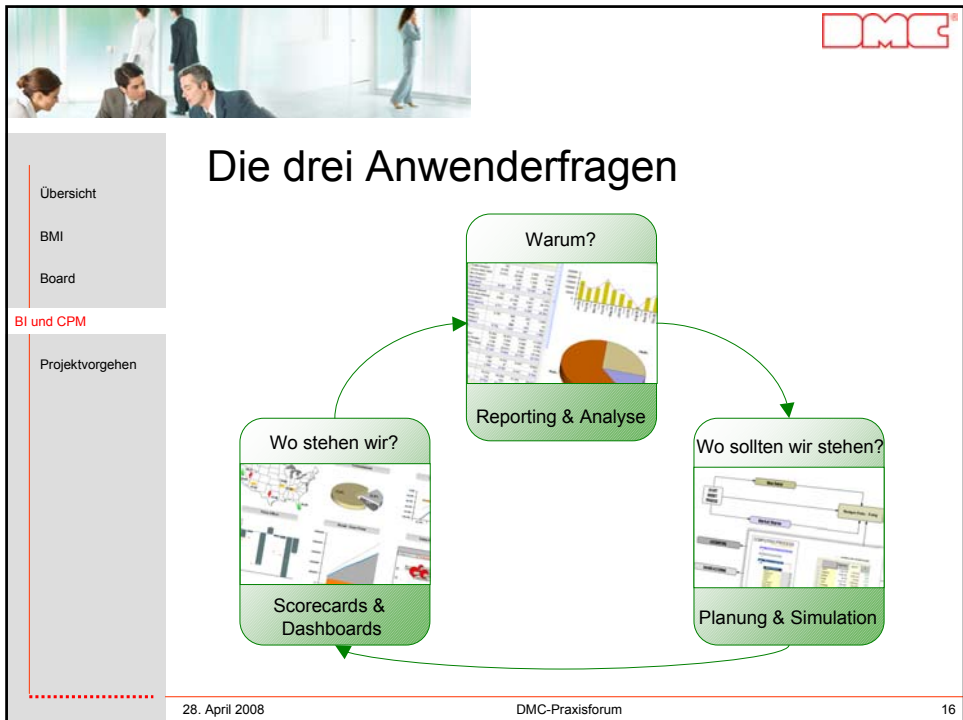 DMC®
Die drei Anwenderfragen
Übersicht
BMI
Board
BI und CPM
Projektvorgehen
Warum?
Reporting & Analyse
Wo stehen wir?
Scorecards &
Dashboards
Wo sollten wir stehen?
Planung & Simulation
28. April 2008
DMC-Praxisforum
16